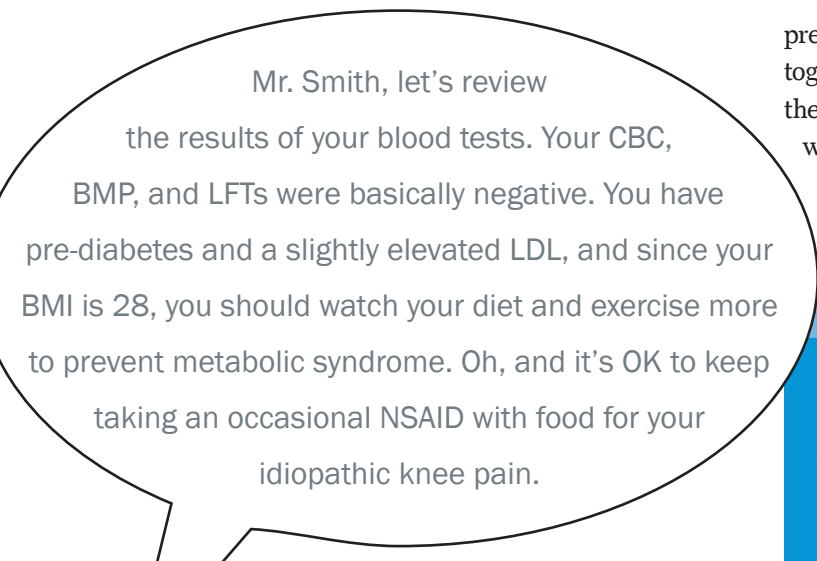 Mr. Smith, let’s review
the results of your blood tests. Your CBC,
BMP, and LFTs were basically negative. You have
pre-diabetes and a slightly elevated LDL, and since your
BMI is 28, you should watch your diet and exercise more
to prevent metabolic syndrome. Oh, and it’s OK to keep
taking an occasional NSAID with food for your
idiopathic knee pain.